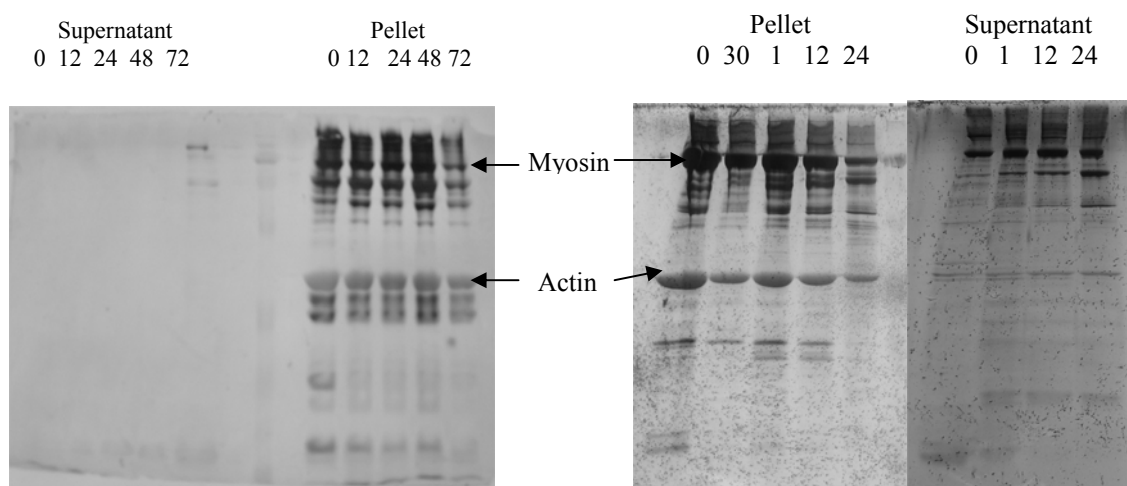 Supernatant
0 12 24 48 72
Pellet
0 12 24 48 72
Pellet
0 30 1 12 24
Supernatant
0 1 12 24
Myosin
Actin